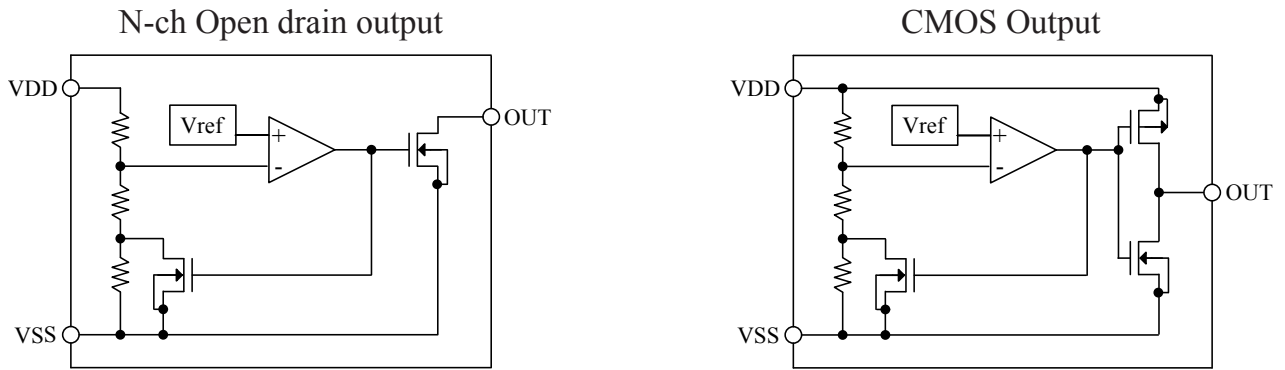 N-ch Open drain output
VDD
Vref
+
-
OUT
VSS
CMOS Output
VDD
Vref
+
-
OUT
VSS